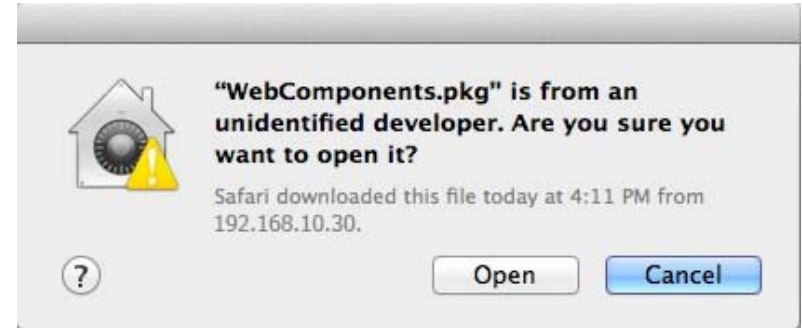 “WebComponents.pkg" is from an
unidentified developer. Are you sure you
want to open it?
Safari downloaded this file today at 4:11 PM from
192.168.10.30.
?
Open
Cancel